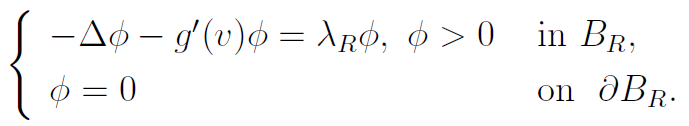 −Δϕ − g′(v)ϕ = λ_R ϕ, ϕ > 0 in B_R,
ϕ = 0 on ∂B_R.